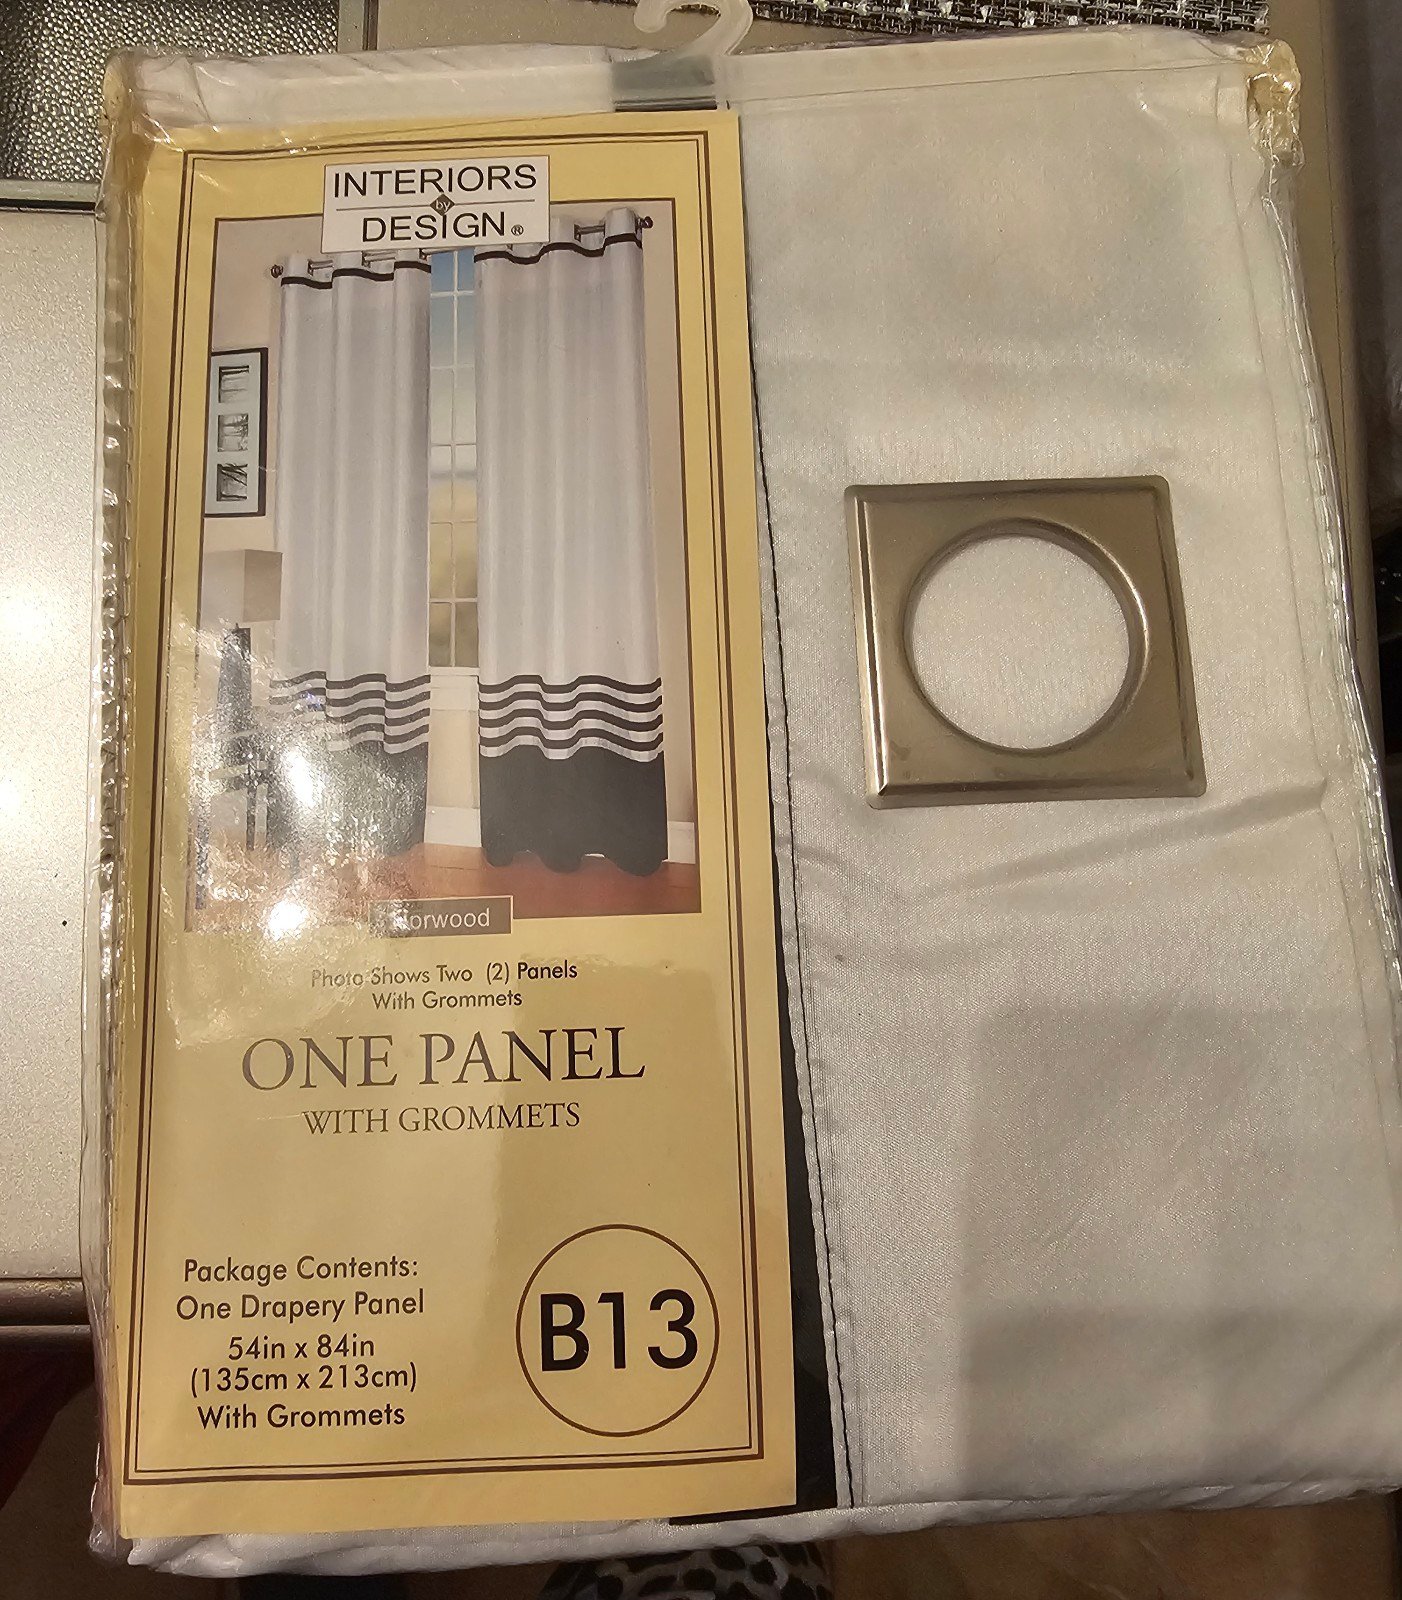 INTERIORS
by
DESIGN®
Photo Shows Two (2) Panels
With Grommets
ONE PANEL
WITH GROMMETS
Package Contents:
One Drapery Panel
54in x 84in
(135cm x 213cm)
With Grommets
B13